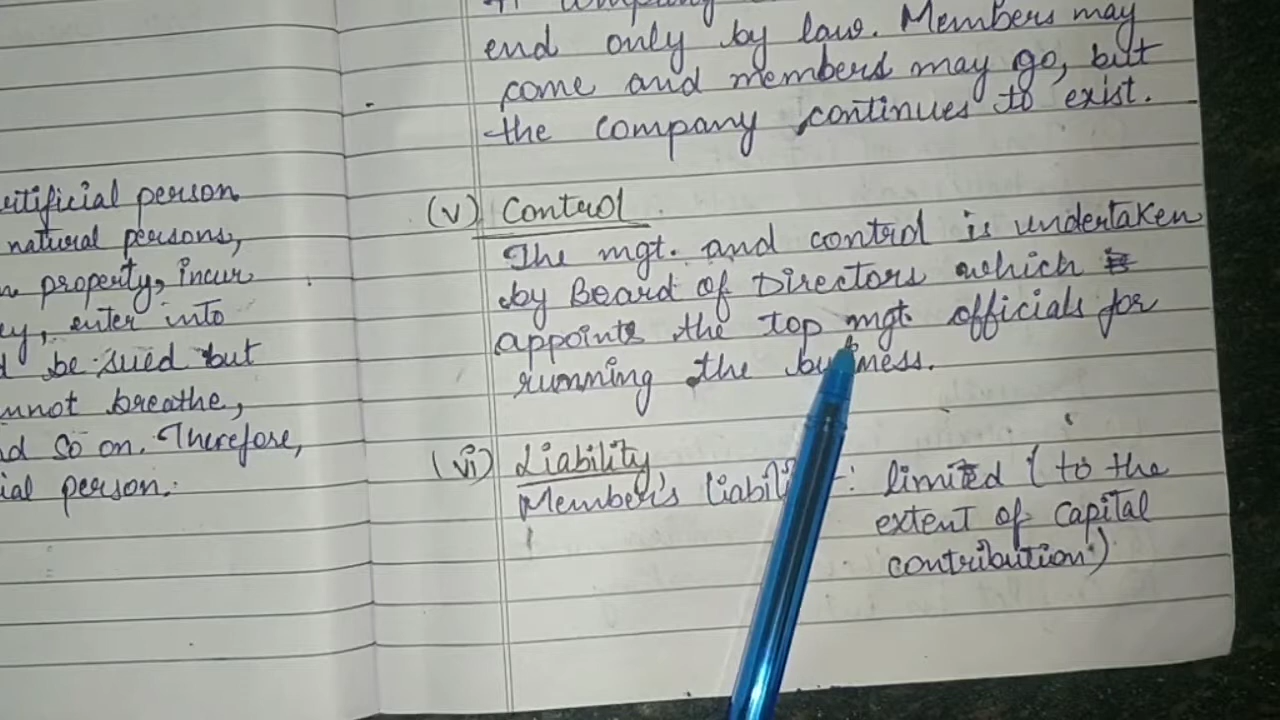 person
natural persons,
property, incur
enter into
be sued but
breathe,
so on. Therefore,
person.
company
end only by law. Members may
come and members may go, but
the company continues to exist.
(v) Control
The mgt. and control is undertaken
by Board of Directors which
appoints the top mgt officials for
running the business.
(vi) Liability
Member's liability : limited (to the
extent of capital
contribution)